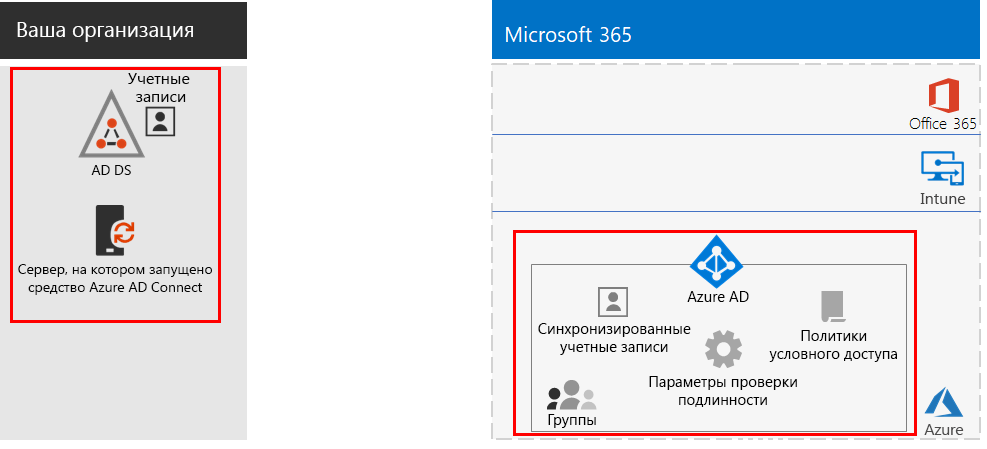 Ваша организация
Учетные
записи
AD DS
Сервер, на котором запущено
средство Azure AD Connect
Microsoft 365
Office 365
Intune
Azure AD
Синхронизированные
учетные записи
Политики
условного доступа
Параметры проверки
подлинности
Группы
Azure